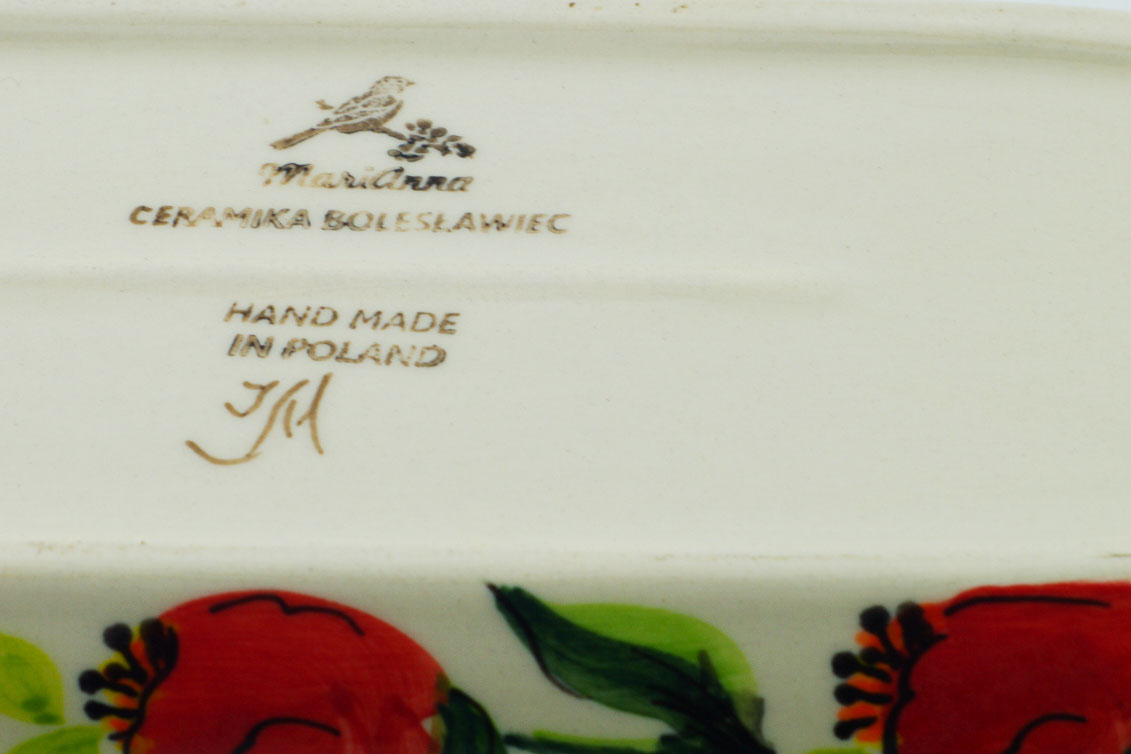 MariAnna
CERAMIKA BOLESŁAWIEC
HAND MADE
IN POLAND